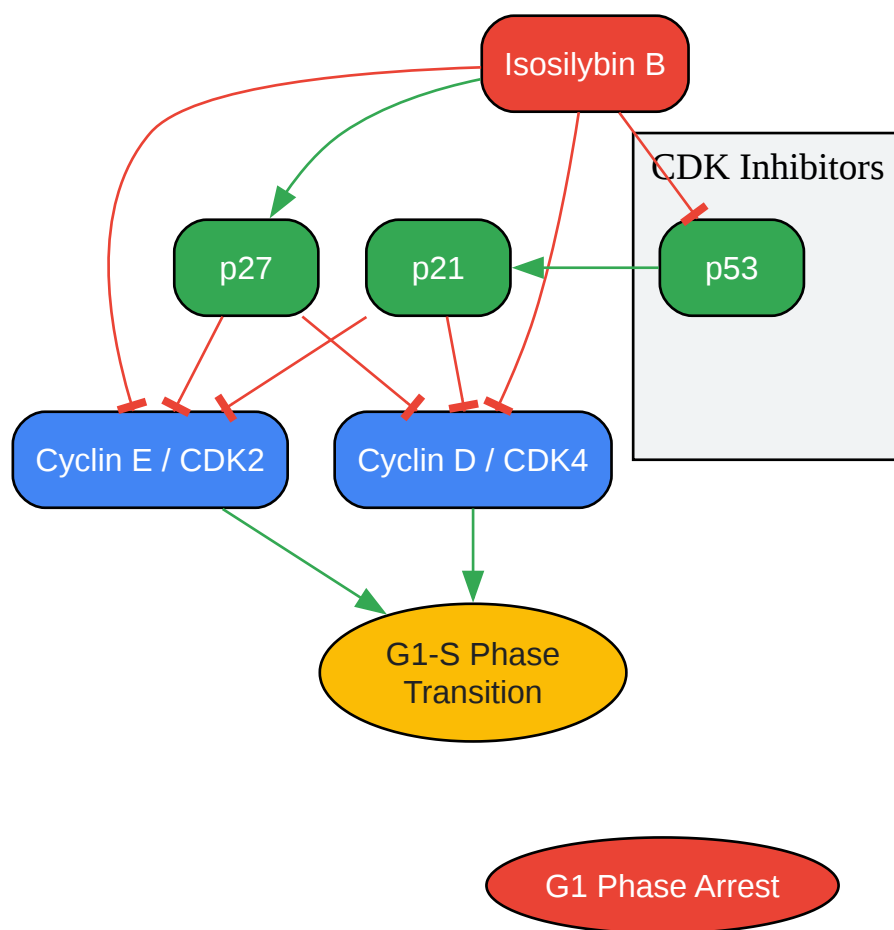 Isosilybin B
CDK Inhibitors
p27
p21
p53
Cyclin E / CDK2
Cyclin D / CDK4
G1-S Phase
Transition
G1 Phase Arrest